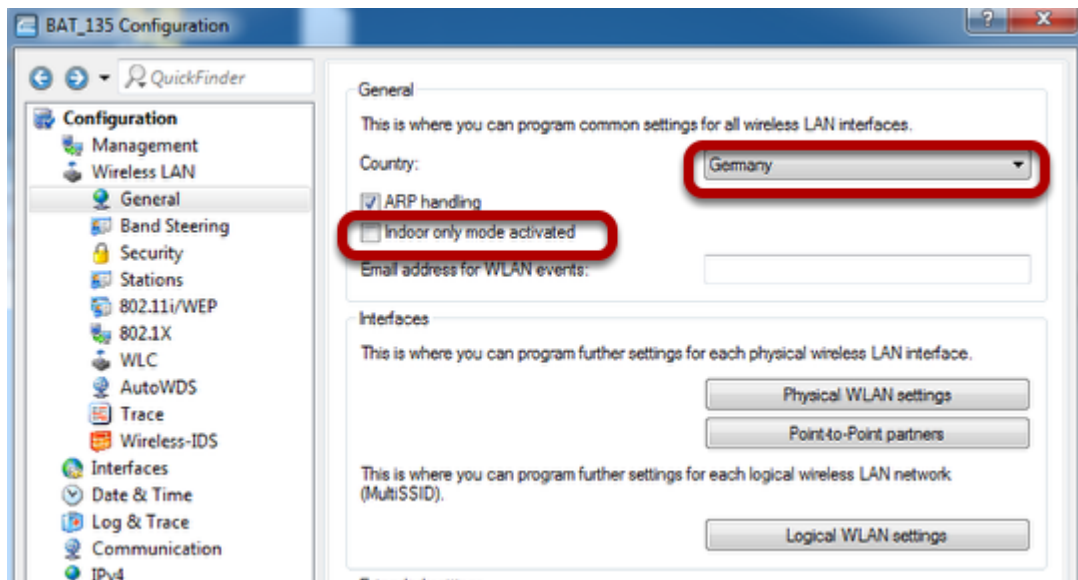 BAT_135 Configuration
QuickFinder
Configuration
Management
Wireless LAN
General
Band Steering
Security
Stations
802.11i/WEP
802.1X
WLC
AutoWDS
Trace
Wireless-IDS
Interfaces
Date & Time
Log & Trace
Communication
IPv4
General
This is where you can program common settings for all wireless LAN interfaces.
Country:
Germany
ARP handling
Indoor only mode activated
Email address for WLAN events:
Interfaces
This is where you can program further settings for each physical wireless LAN interface.
Physical WLAN settings
Point-to-Point partners
This is where you can program further settings for each logical wireless LAN network
(MultiSSID).
Logical WLAN settings